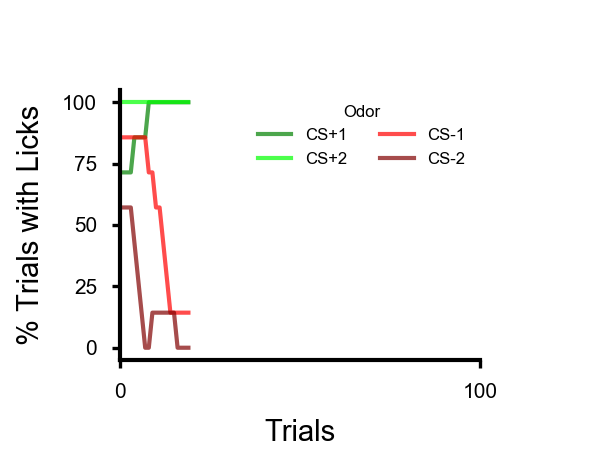 % Trials with Licks
100
75
50
25
0
Odor
CS+1
CS-1
CS+2
CS-2
0
100
Trials